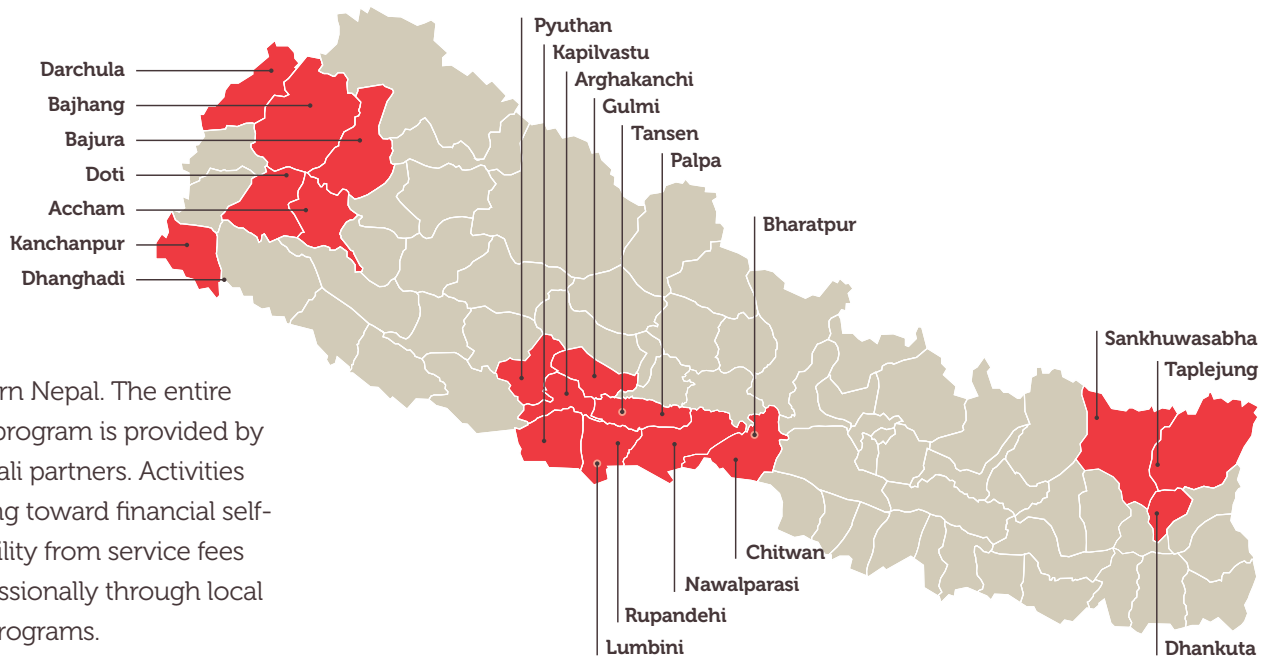 Darchula
Bajhang
Bajura
Doti
Accham
Kanchanpur
Dhanghadi
Pyuthan
Kapilvastu
Arghakanchi
Gulmi
Tansen
Palpa
Bharatpur
Sankhuwasabha
Taplejung
rn Nepal. The entire
program is provided by
ali partners. Activities
ng toward financial self-
ility from service fees
ssionally through local
rograms.
Chitwan
Nawalparasi
Rupandehi
Lumbini
Dhankuta